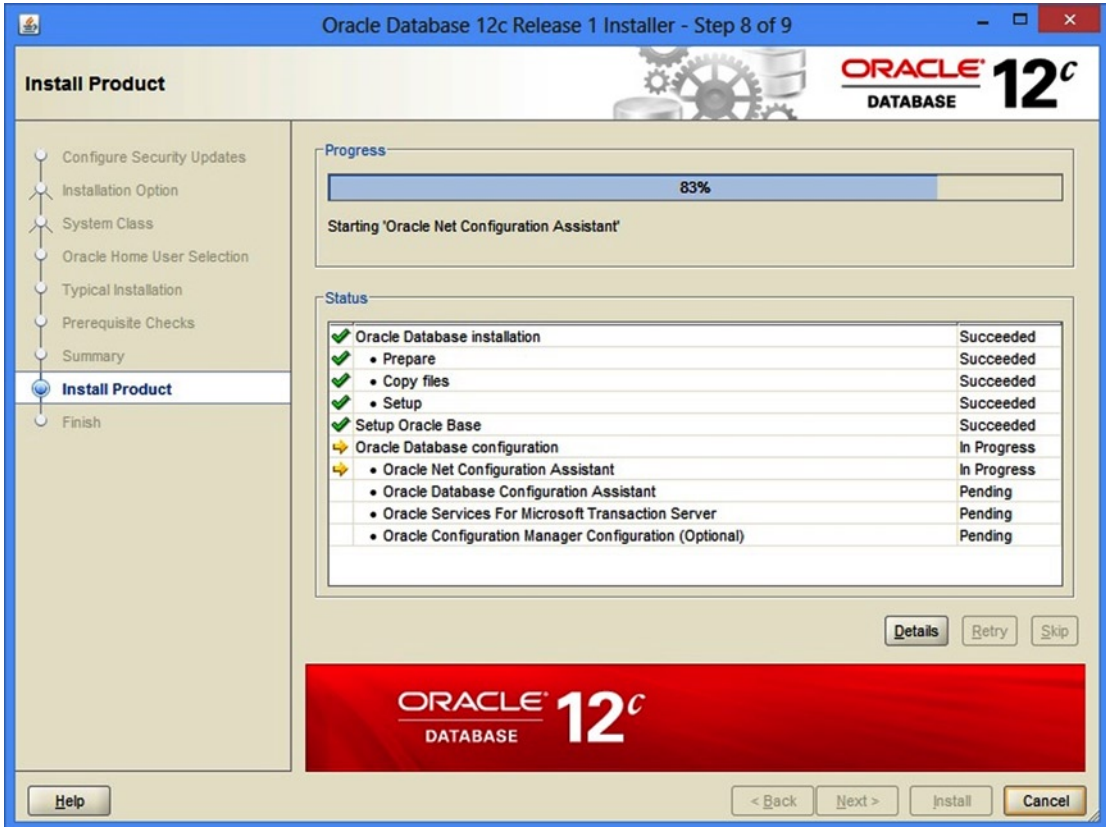 Oracle Database 12c Release 1 Installer - Step 8 of 9
Install Product
ORACLE DATABASE 12c
Configure Security Updates
Installation Option
System Class
Oracle Home User Selection
Typical Installation
Prerequisite Checks
Summary
Install Product
Finish
Progress
83%
Starting 'Oracle Net Configuration Assistant'
Status
Oracle Database installation Succeeded
• Prepare Succeeded
• Copy files Succeeded
• Setup Succeeded
Setup Oracle Base Succeeded
Oracle Database configuration In Progress
• Oracle Net Configuration Assistant In Progress
• Oracle Database Configuration Assistant Pending
• Oracle Services For Microsoft Transaction Server Pending
• Oracle Configuration Manager Configuration (Optional) Pending
Details Retry Skip
ORACLE DATABASE 12c
Help < Back Next > Install Cancel